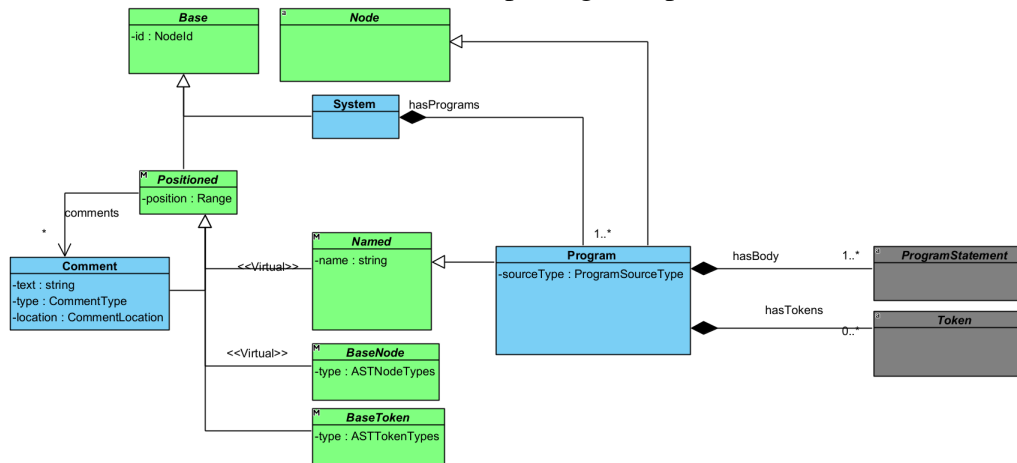 Base
-id : NodeId
a
Node
System
hasPrograms
M
Positioned
-position : Range
comments
*
Comment
-text : string
-type : CommentType
-location : CommentLocation
<<Virtual>>
M
Named
-name : string
1..*
Program
-sourceType : ProgramSourceType
hasBody
1..*
a
ProgramStatement
hasTokens
0..*
a
Token
<<Virtual>>
M
BaseNode
-type : ASTNodeTypes
M
BaseToken
-type : ASTTokenTypes